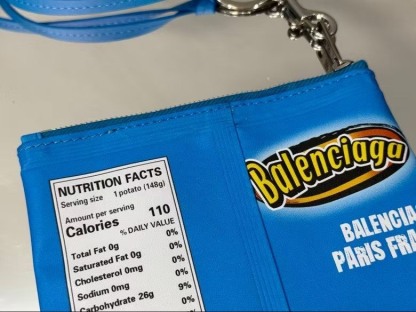 NUTRITION FACTS
Serving size 1 potato (148g)
Amount per serving
Calories 110
% DAILY VALUE
Total Fat 0g 0%
Saturated Fat 0g 0%
Cholesterol 0mg 0%
Sodium 0mg 0%
Carbohydrate 26g 9%
0%
Balenciaga
BALENCIA
PARIS FRA